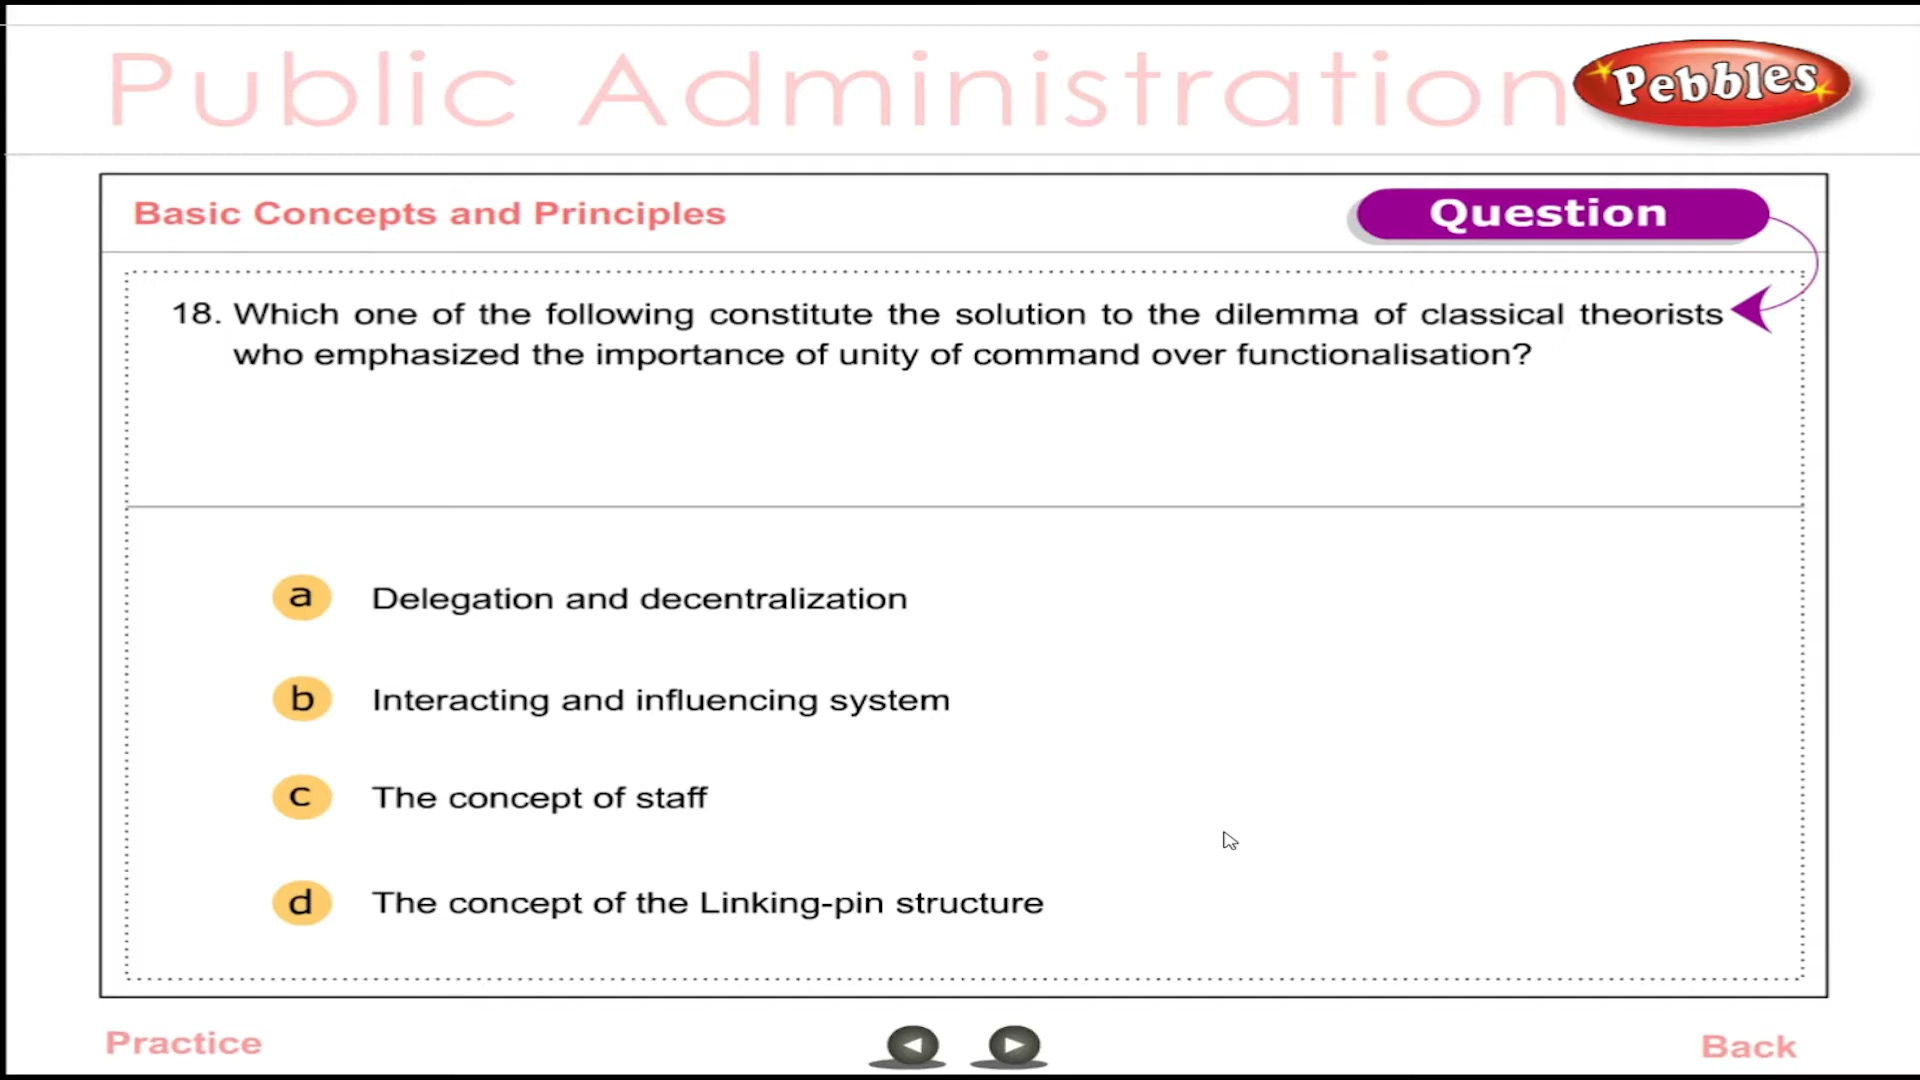 Public Administration
Pebbles
Basic Concepts and Principles
Question
18. Which one of the following constitute the solution to the dilemma of classical theorists
who emphasized the importance of unity of command over functionalisation?
a Delegation and decentralization
b Interacting and influencing system
c The concept of staff
d The concept of the Linking-pin structure
Practice
Back